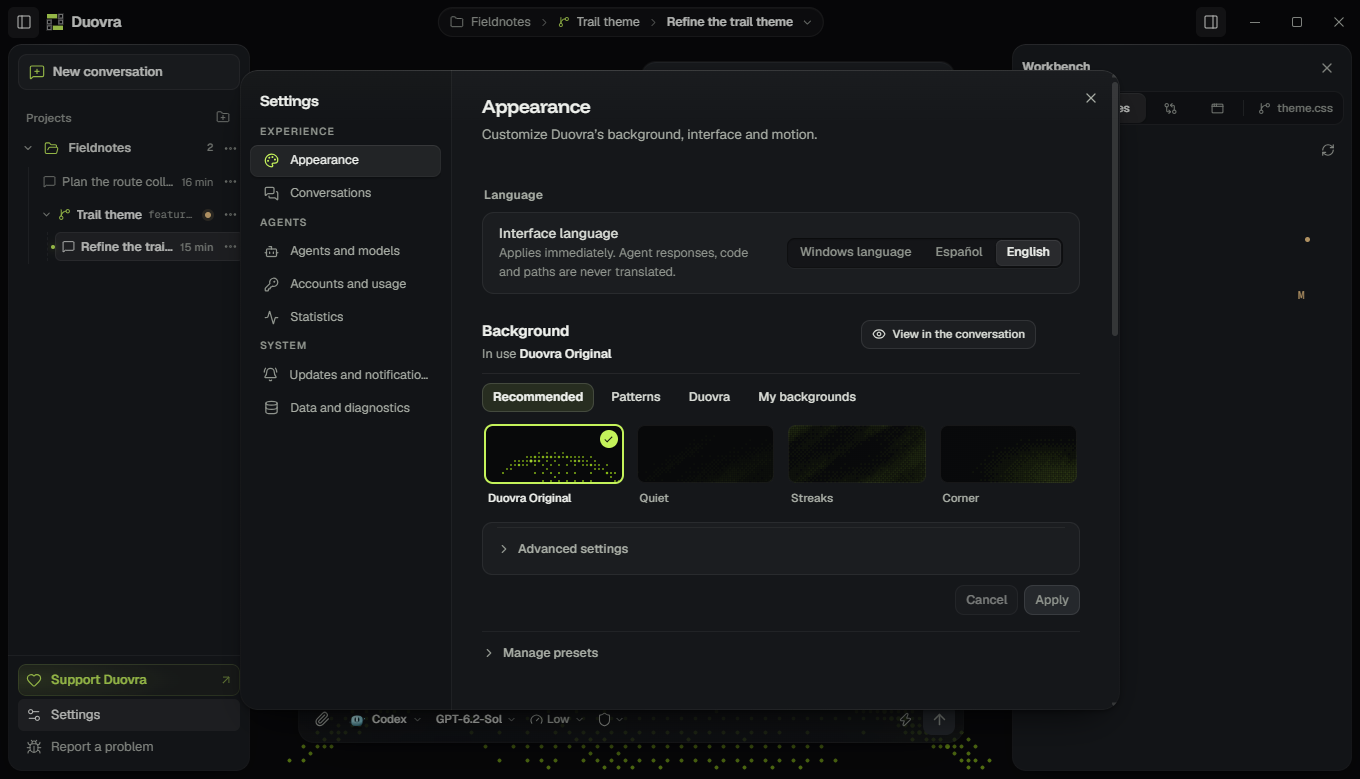 Duovra
Fieldnotes
Trail theme
Refine the trail theme
New conversation
Projects
Fieldnotes 2
Plan the route coll... 16 min
Trail theme featur...
Refine the trai... 15 min
Support Duovra
Settings
Report a problem
Settings
EXPERIENCE
Appearance
Conversations
AGENTS
Agents and models
Accounts and usage
Statistics
SYSTEM
Updates and notificatio...
Data and diagnostics
Appearance
Customize Duovra's background, interface and motion.
Language
Interface language
Applies immediately. Agent responses, code
and paths are never translated.
Windows language Español English
Background
In use Duovra Original
View in the conversation
Recommended Patterns Duovra My backgrounds
Duovra Original Quiet Streaks Corner
Advanced settings
Cancel Apply
Manage presets
Codex GPT-6.2-Sol Low
Workbench
theme.css
M